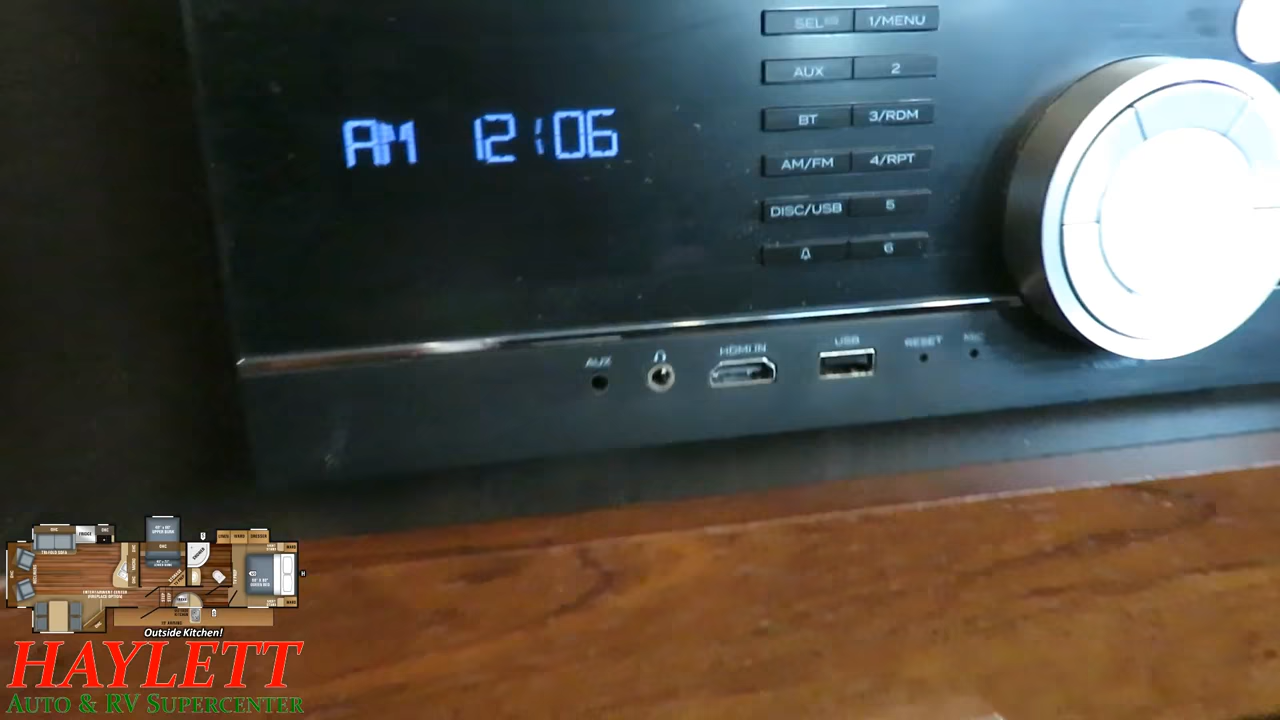 SEL
1/MENU
AUX
2
BT
3/RDM
AM/FM
4/RPT
DISC/USB
5
6
AM 12:06
AUX
HDMI IN
USB
RESET
MIC
Outside Kitchen!
HAYLETT
AUTO & RV SUPERCENTER